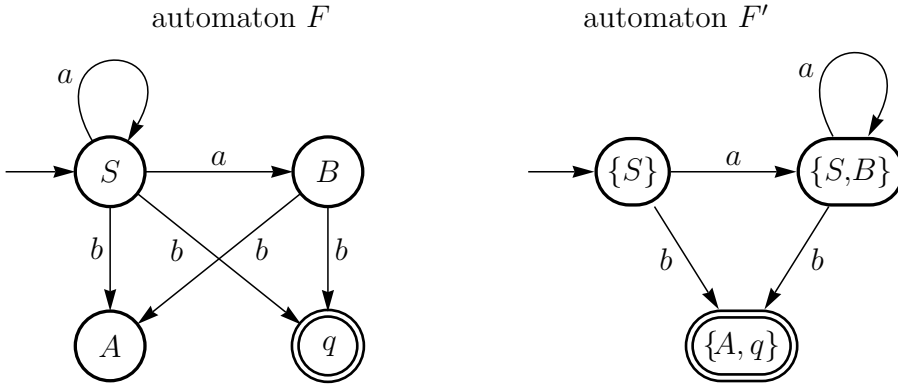 automaton F
automaton F′
a
a
S
a
B
{S}
a
{S,B}
b
b
b
b
b
b
A
q
{A, q}